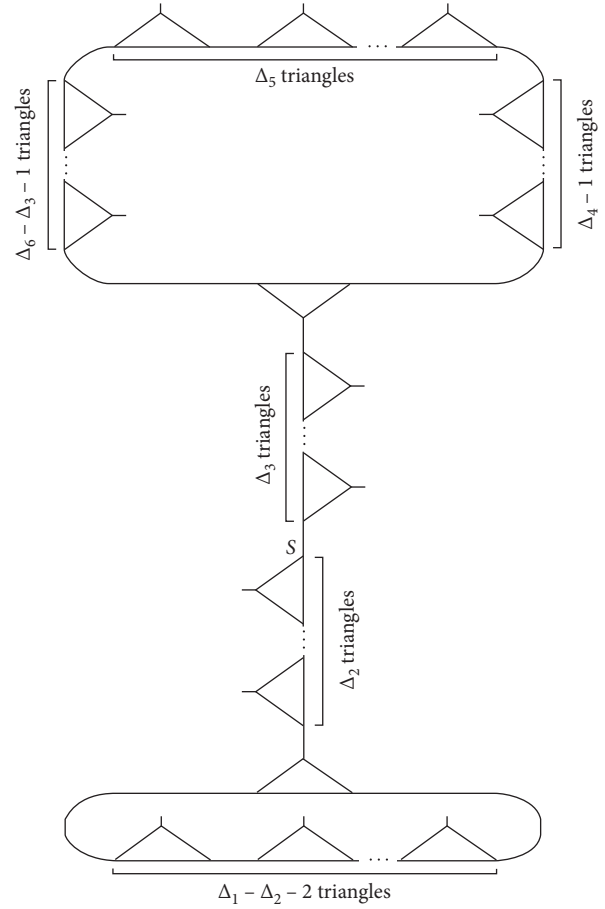 Δ₅ triangles
Δ₆ – Δ₃ – 1 triangles
Δ₄ – 1 triangles
Δ₃ triangles
S
Δ₂ triangles
Δ₁ – Δ₂ – 2 triangles